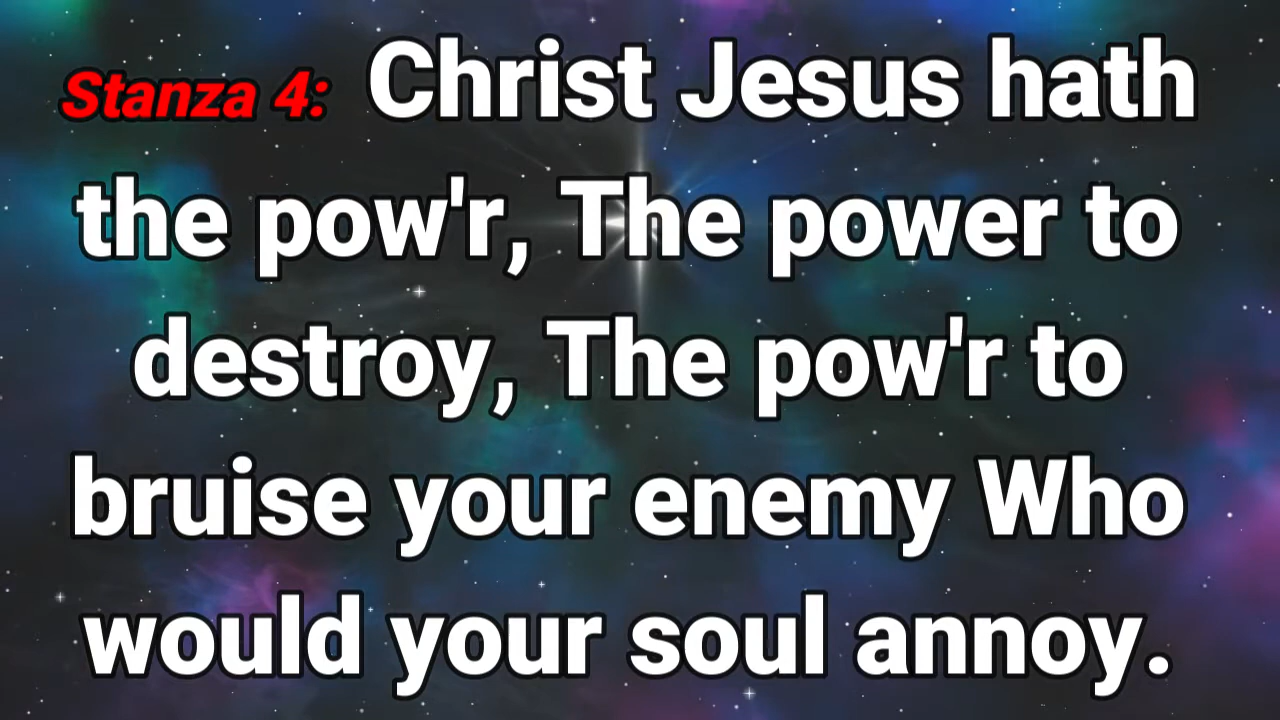 Stanza 4: Christ Jesus hath
the pow'r, The power to
destroy, The pow'r to
bruise your enemy Who
would your soul annoy.